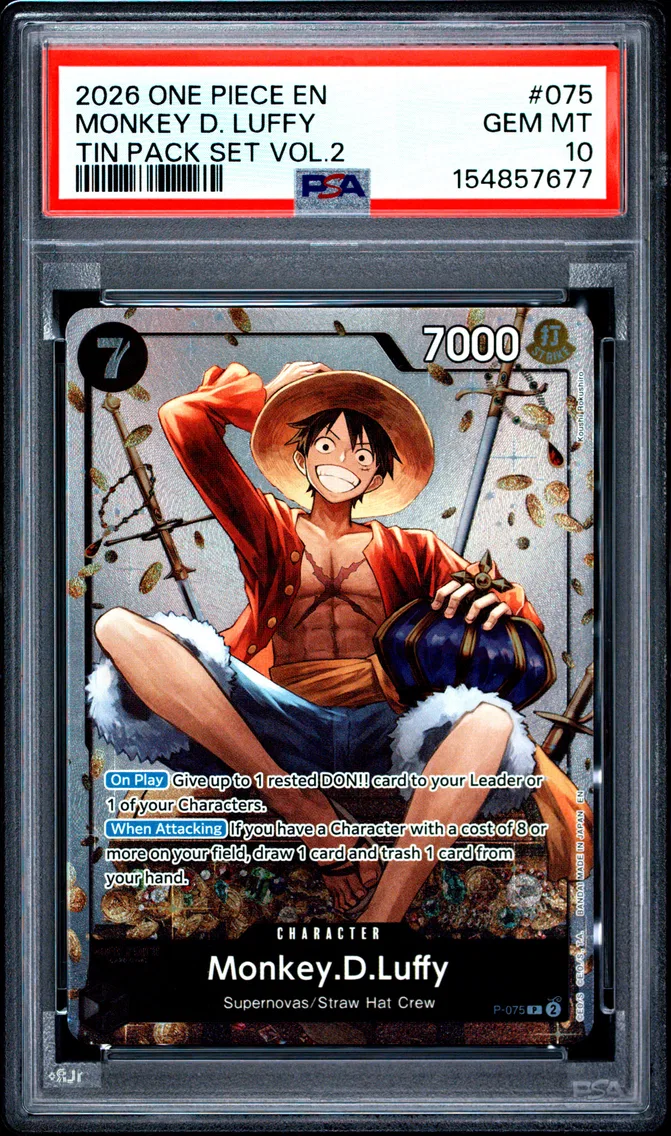 2026 ONE PIECE EN #075
MONKEY D. LUFFY GEM MT
TIN PACK SET VOL.2 10
PSA 154857677
7 7000 打
STRIKE
Koushi Rokushiro
On Play Give up to 1 rested DON!! card to your Leader or
1 of your Characters.
When Attacking If you have a Character with a cost of 8 or
more on your field, draw 1 card and trash 1 card from
your hand.
BANDAI MADE IN JAPAN EN
CHARACTER
Monkey.D.Luffy
Supernovas/Straw Hat Crew
P-075 P 2
PSA